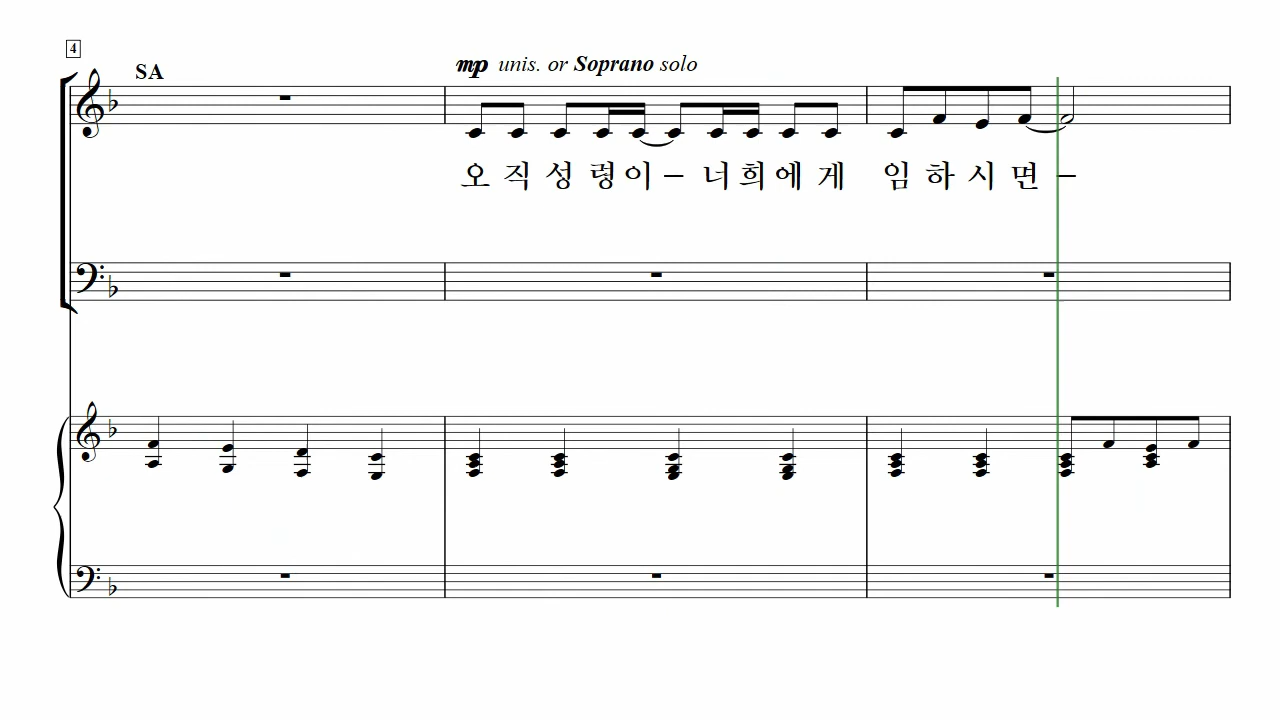 4
SA
mp unis. or Soprano solo
오 직 성 령 이 – 너 희 에 게 임 하 시 면 –